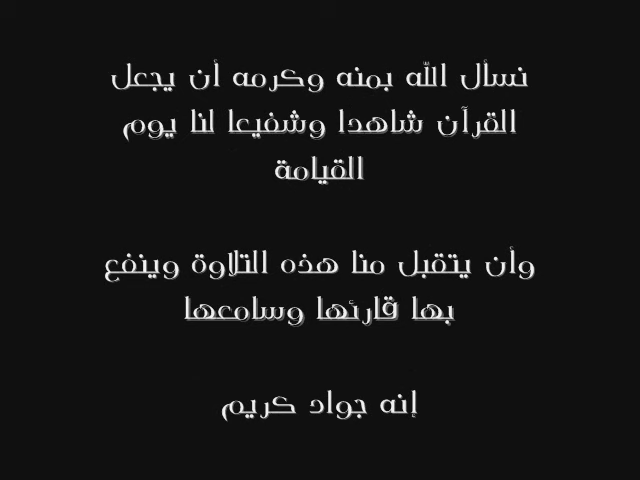 نسأل الله بمنه وكرمه أن يجعل
القرآن شاهدا وشفيعا لنا يوم
القيامة
وأن يتقبل منا هذه التلاوة وينفع
بها قارئها وسامعها
إنه جواد كريم